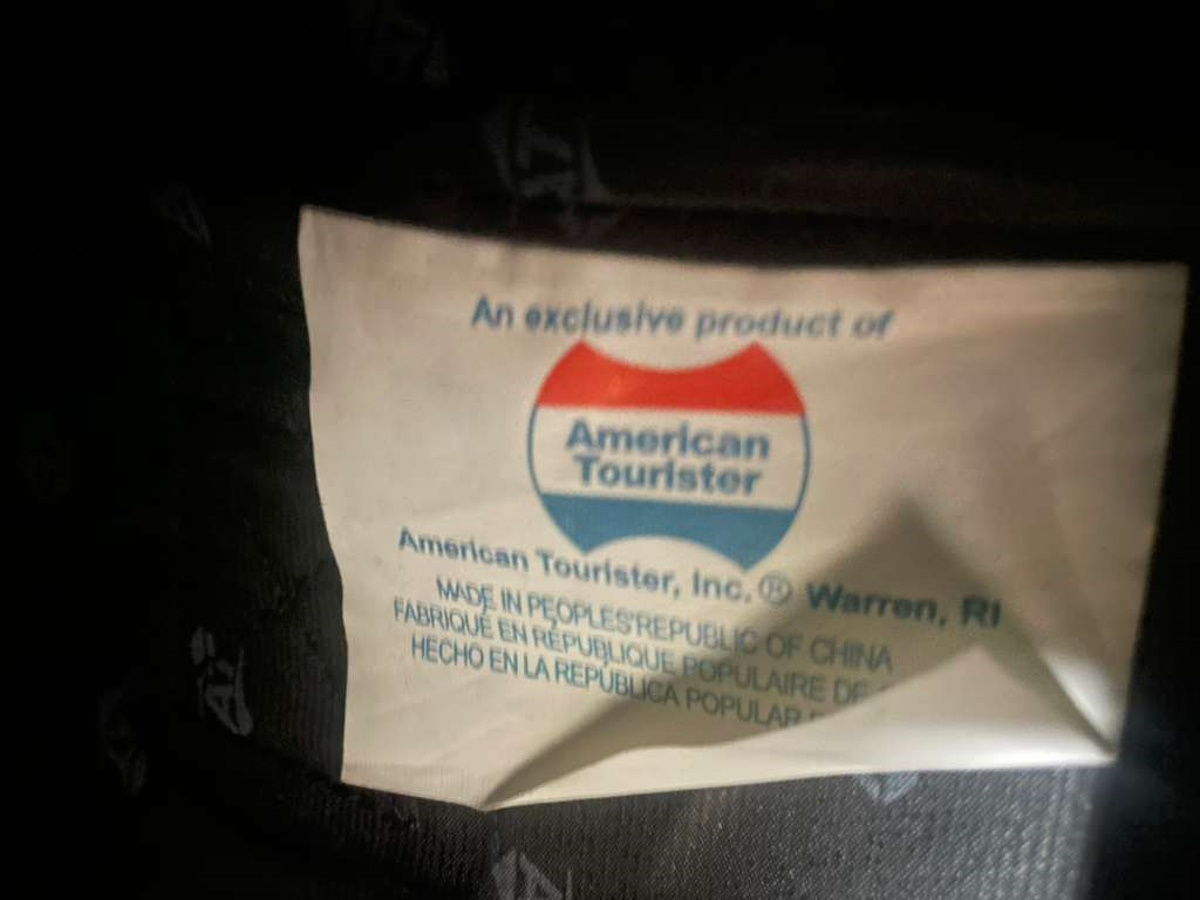 An exclusive product of
American
Tourister
American Tourister, Inc.® Warren, RI
MADE IN PEOPLES'REPUBLIC OF CHINA
FABRIQUÉ EN RÉPUBLIQUE POPULAIRE DE
HECHO EN LA REPÚBLICA POPULAR